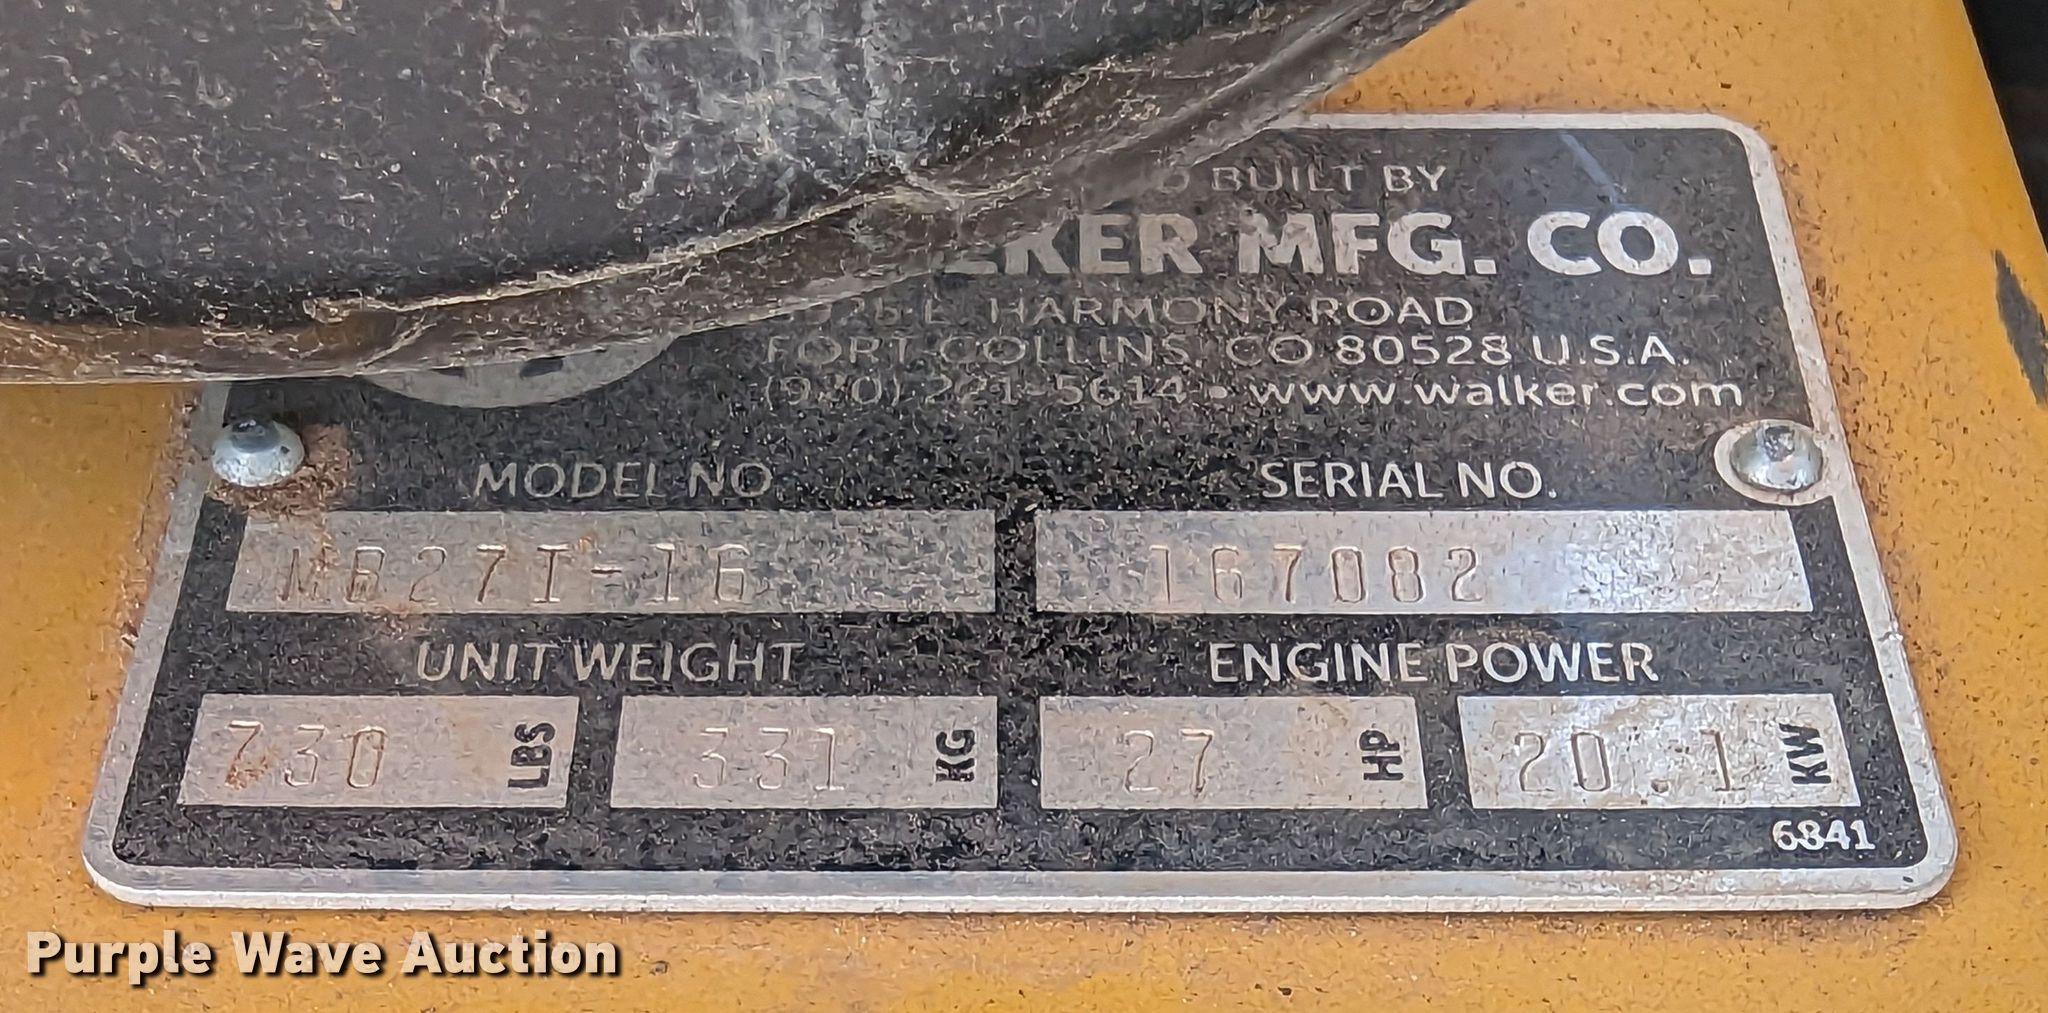 BUILT BY
WALKER MFG. CO.
HARMONY ROAD
FORT COLLINS, CO 80528 U.S.A.
(970) 221-5614 • www.walker.com
MODEL NO. SERIAL NO.
MB27I-16 167082
UNIT WEIGHT ENGINE POWER
730 LBS 331 KG 27 HP 20.1 KW
6841
Purple Wave Auction